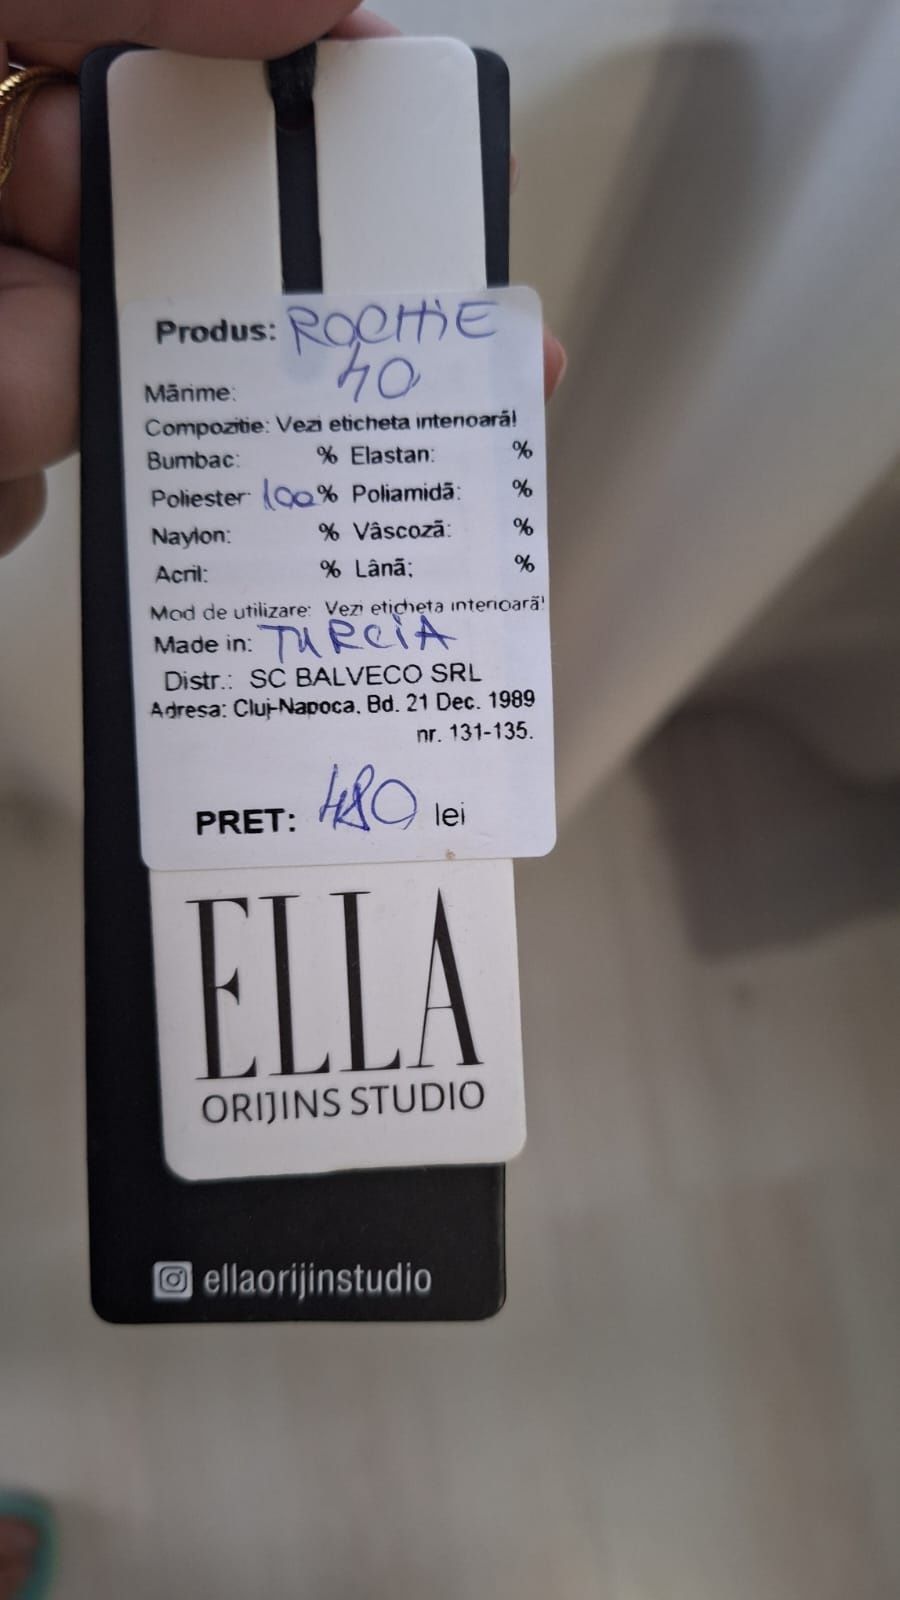 Produs: ROCHIE
Mărime: 40
Compozitie: Vezi eticheta interioară!
Bumbac: % Elastan: %
Poliester: 100% Poliamidă: %
Naylon: % Vâscoză: %
Acril: % Lână; %
Mod de utilizare: Vezi eticheta interioară!
Made in: TURCIA
Distr.: SC BALVECO SRL
Adresa: Cluj-Napoca, Bd. 21 Dec. 1989
nr. 131-135.
PRET: 480 lei
ELLA
ORIJINS STUDIO
ellaorijinstudio